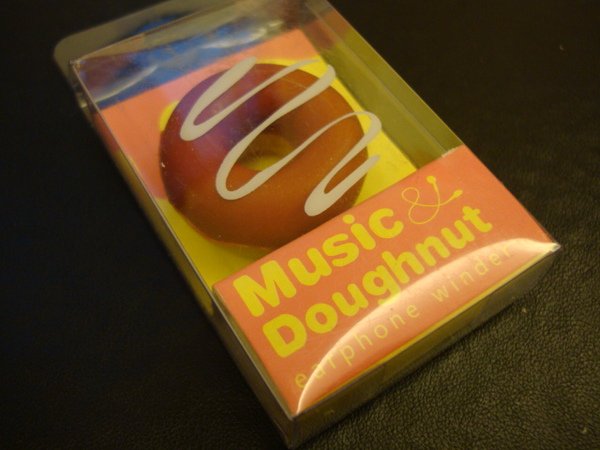 Music &
Doughnut
earphone winder